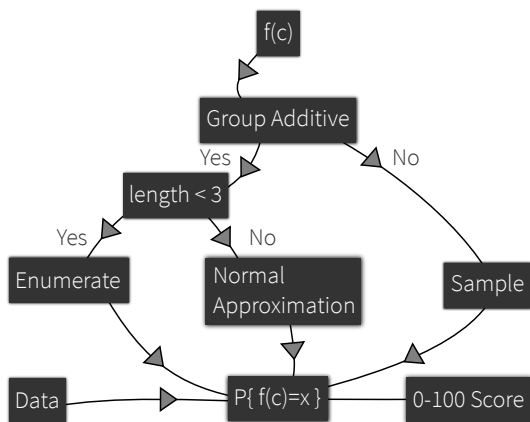 f(c)
Group Additive
Yes
No
length < 3
Yes
No
Enumerate
Normal
Approximation
Sample
Data
P{ f(c)=x }
0-100 Score